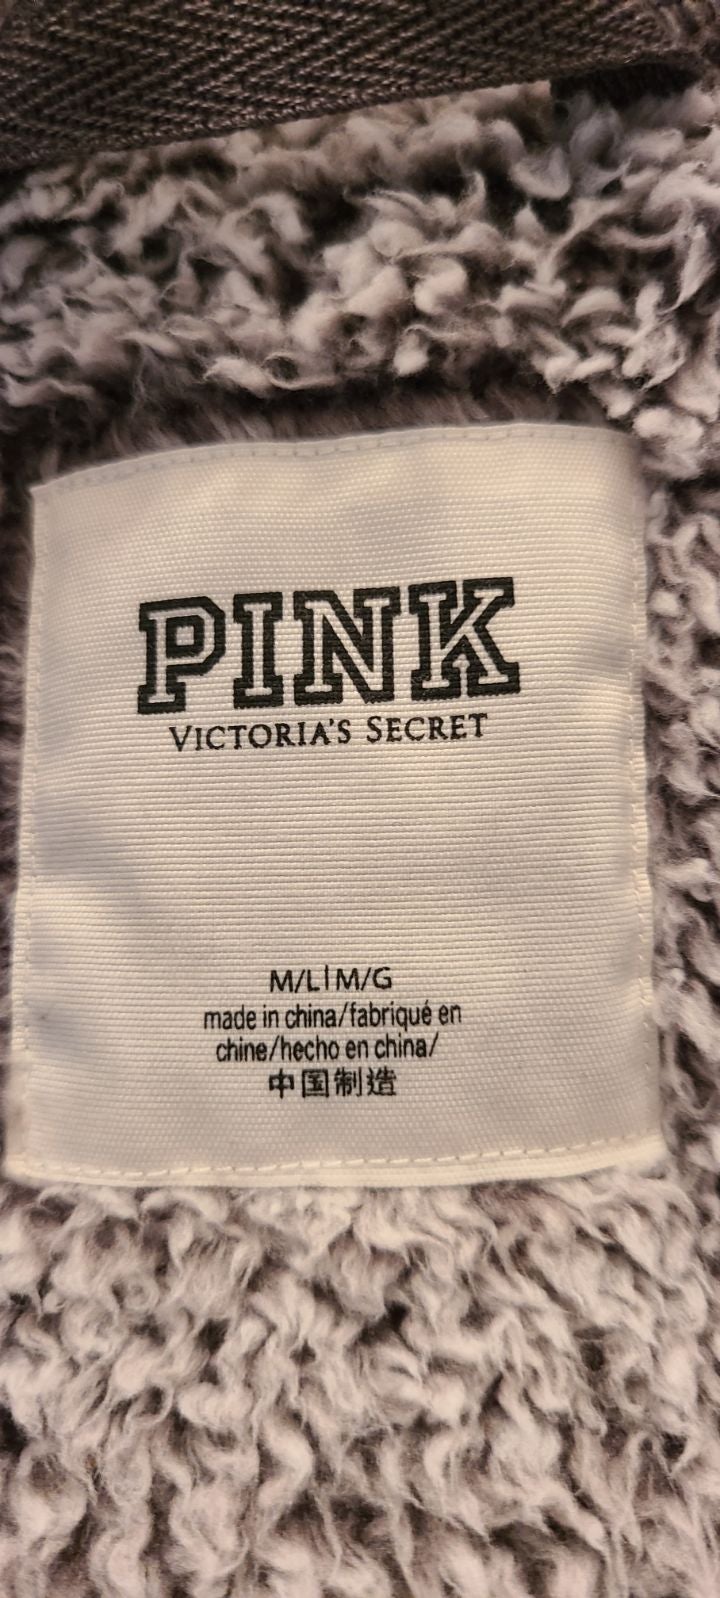 PINK
VICTORIA'S SECRET
M/L|M/G
made in china/fabriqué en
chine/hecho en china/
中国制造